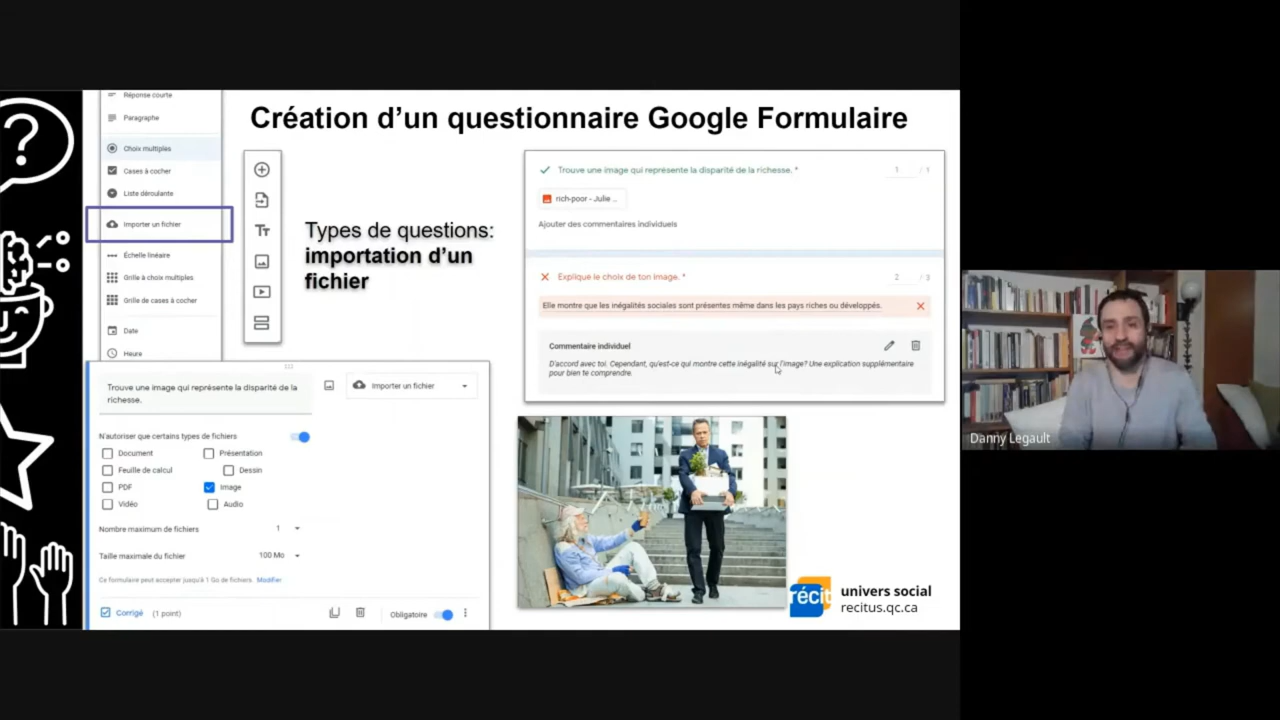 Création d'un questionnaire Google Formulaire
Réponse courte
Paragraphe
Choix multiples
Cases à cocher
Liste déroulante
Importer un fichier
Échelle linéaire
Grille à choix multiples
Grille de cases à cocher
Date
Heure
Tт
Types de questions:
importation d'un
fichier
Trouve une image qui représente la disparité de la richesse. *
1 / 1
rich-poor - Julie ...
Ajouter des commentaires individuels
Explique le choix de ton image. *
2 / 3
Elle montre que les inégalités sociales sont présentes même dans les pays riches ou développés.
Commentaire individuel
D'accord avec toi. Cependant, qu'est-ce qui montre cette inégalité sur l'image? Une explication supplémentaire
pour bien te comprendre.
Trouve une image qui représente la disparité de la
richesse.
Importer un fichier
N'autoriser que certains types de fichiers
Document
Présentation
Feuille de calcul
Dessin
PDF
Image
Vidéo
Audio
Nombre maximum de fichiers
1
Taille maximale du fichier
100 Mo
Ce formulaire peut accepter jusqu'à 1 Go de fichiers. Modifier
Corrigé (1 point)
Obligatoire
récit
univers social
recitus.qc.ca
Danny Legault